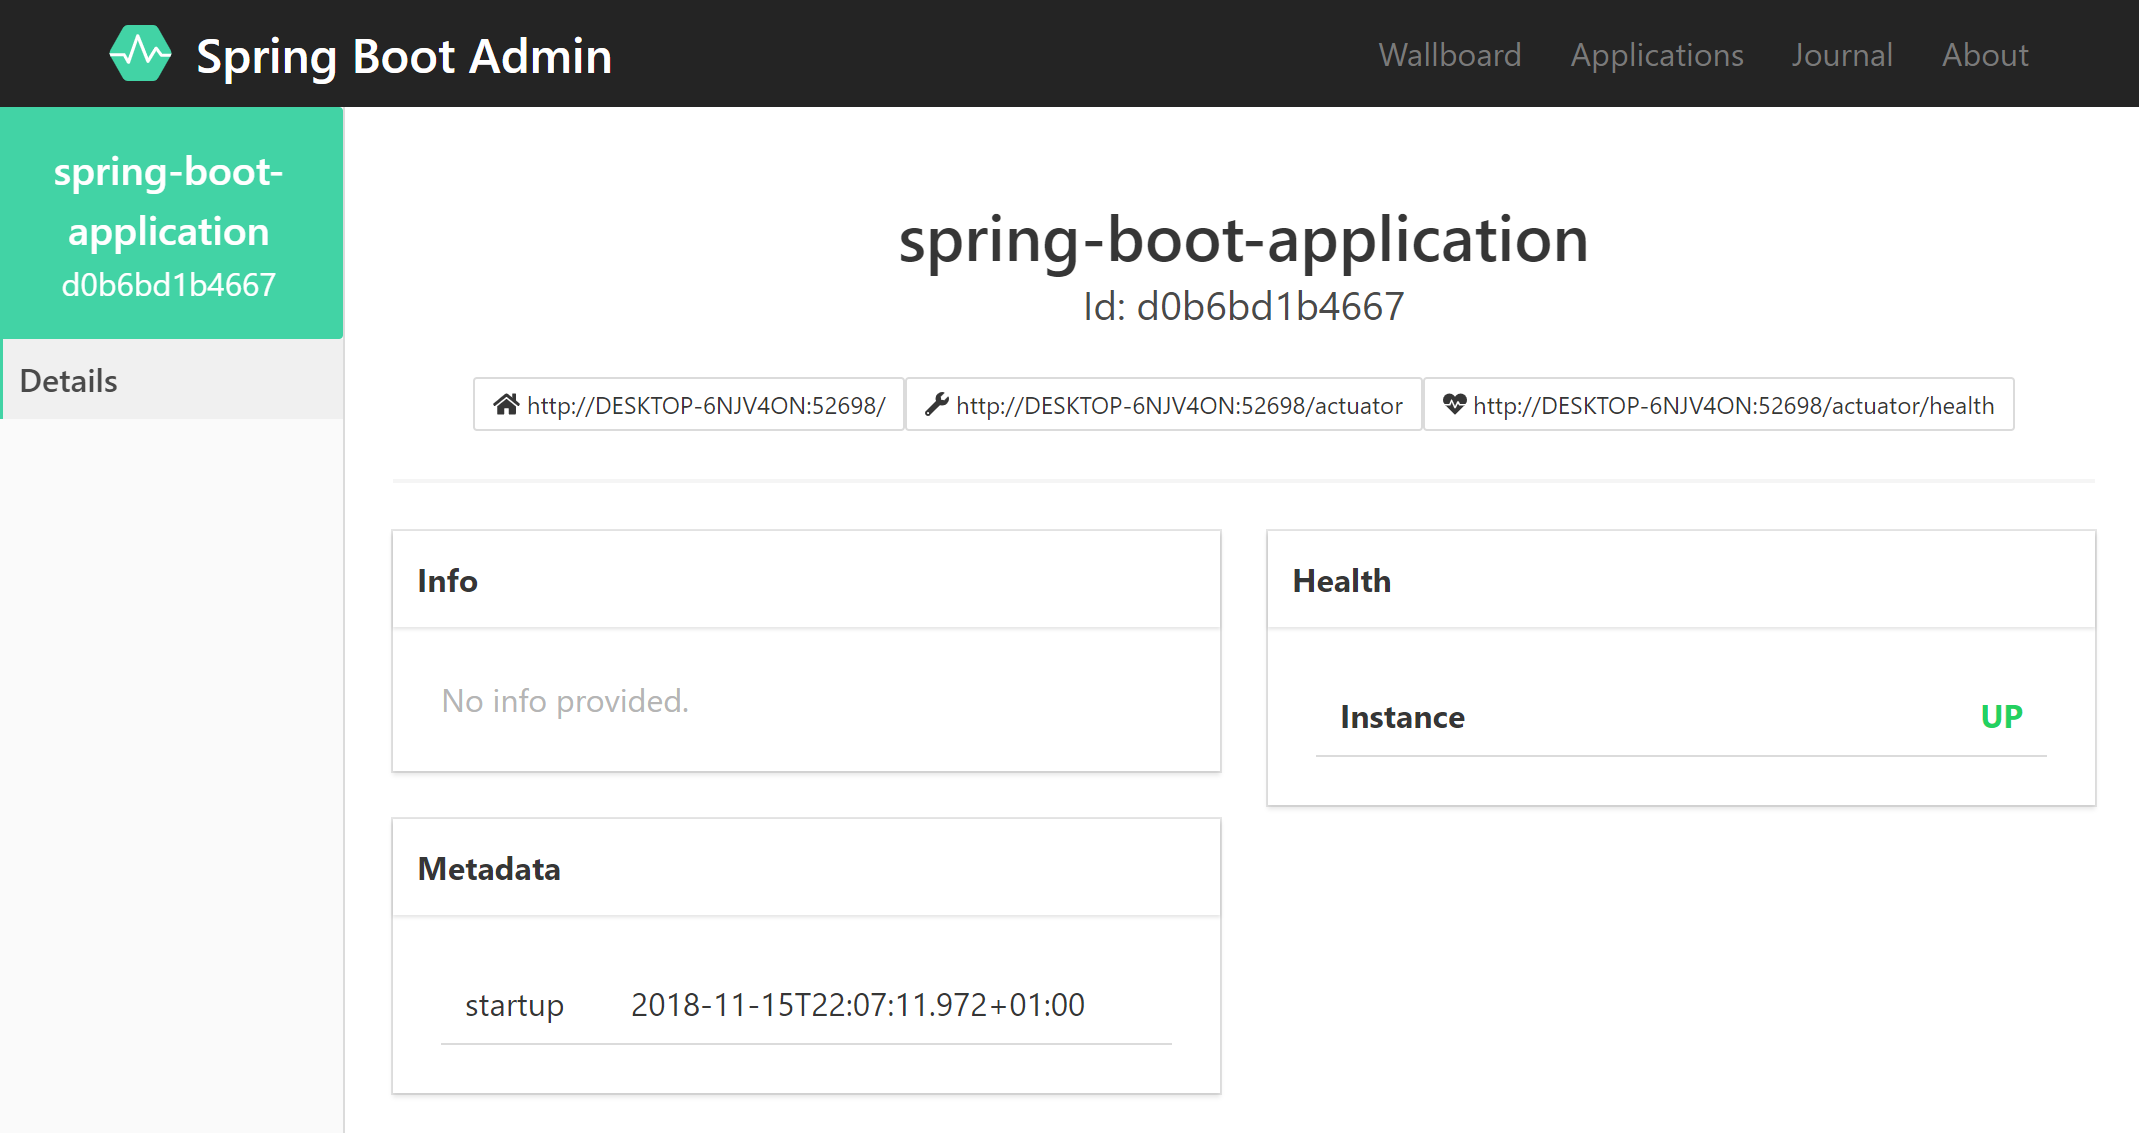 Spring Boot Admin
Wallboard Applications Journal About
spring-boot-
application
d0b6bd1b4667
Details
spring-boot-application
Id: d0b6bd1b4667
http://DESKTOP-6NJV4ON:52698/ http://DESKTOP-6NJV4ON:52698/actuator http://DESKTOP-6NJV4ON:52698/actuator/health
Info
No info provided.
Health
Instance UP
Metadata
startup 2018-11-15T22:07:11.972+01:00